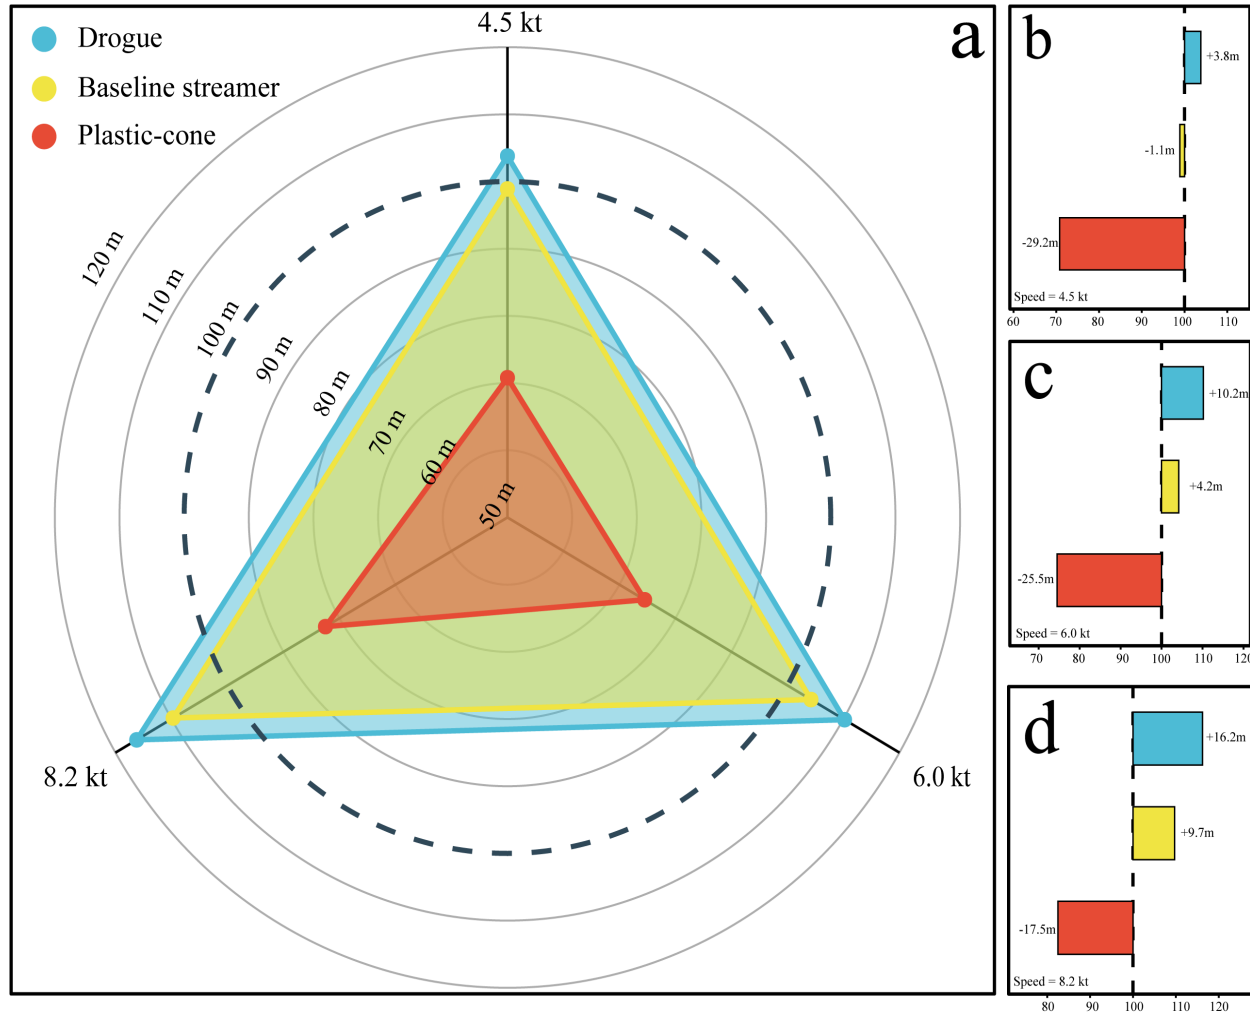 a
4.5 kt
Drogue
Baseline streamer
Plastic-cone
120 m
110 m
100 m
90 m
80 m
70 m
60 m
50 m
8.2 kt
6.0 kt
b
+3.8m
-1.1m
-29.2m
Speed = 4.5 kt
60 70 80 90 100 110
c
+10.2m
+4.2m
-25.5m
Speed = 6.0 kt
70 80 90 100 110 120
d
+16.2m
+9.7m
-17.5m
Speed = 8.2 kt
80 90 100 110 120